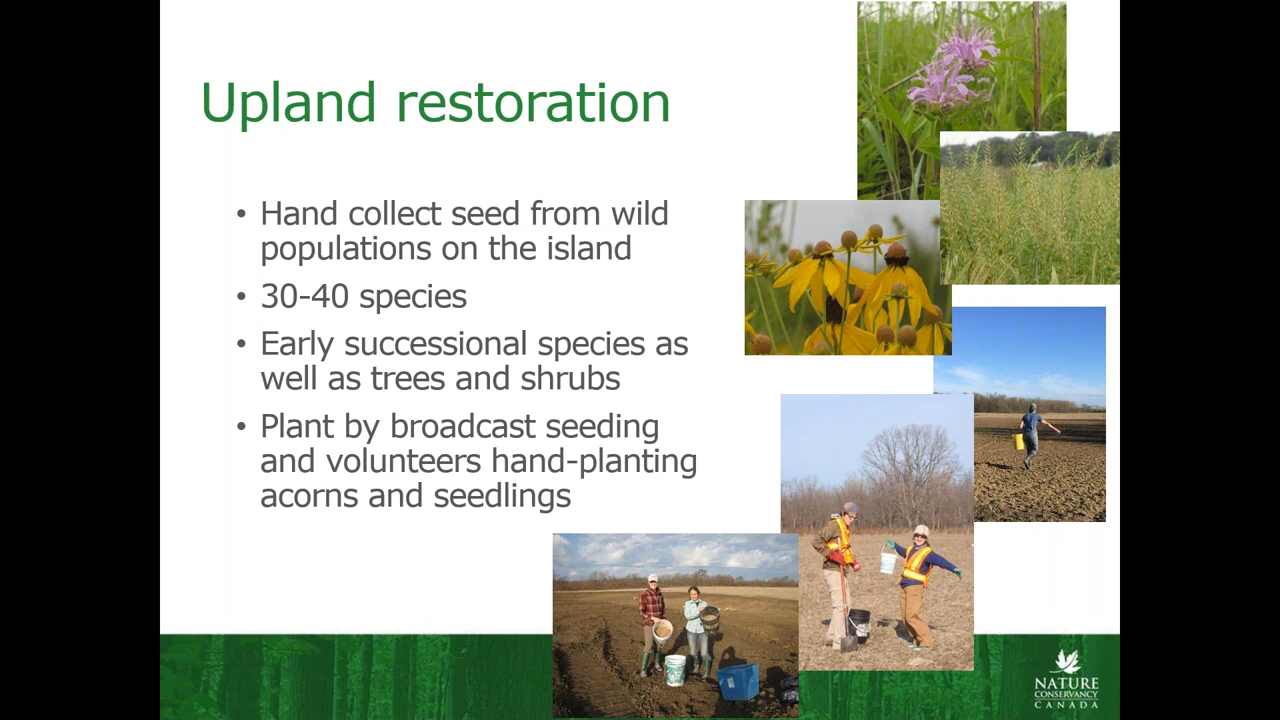 Upland restoration
• Hand collect seed from wild
populations on the island
• 30-40 species
• Early successional species as
well as trees and shrubs
• Plant by broadcast seeding
and volunteers hand-planting
acorns and seedlings
NATURE
CONSERVANCY
CANADA